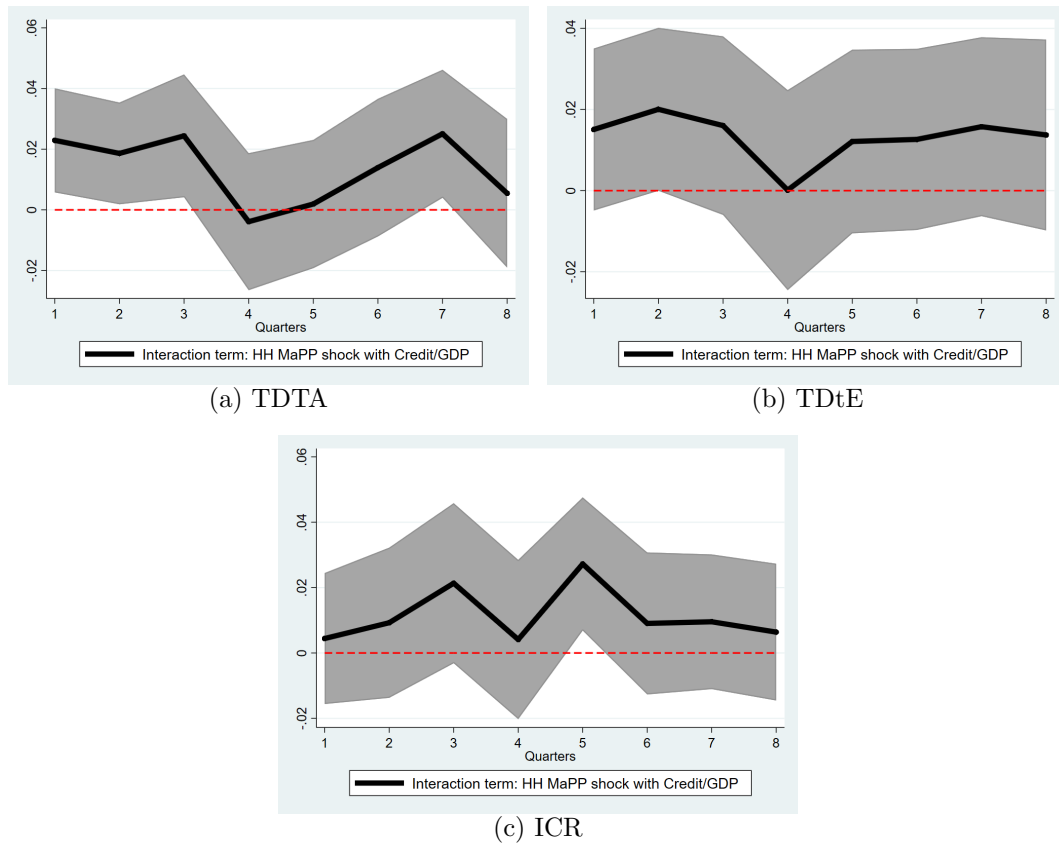 .06
.04
.02
0
-.02
1 2 3 4 5 6 7 8
Quarters
Interaction term: HH MaPP shock with Credit/GDP
(a) TDTA
.04
.02
0
-.02
1 2 3 4 5 6 7 8
Quarters
Interaction term: HH MaPP shock with Credit/GDP
(b) TDtE
.06
.04
.02
0
-.02
1 2 3 4 5 6 7 8
Quarters
Interaction term: HH MaPP shock with Credit/GDP
(c) ICR